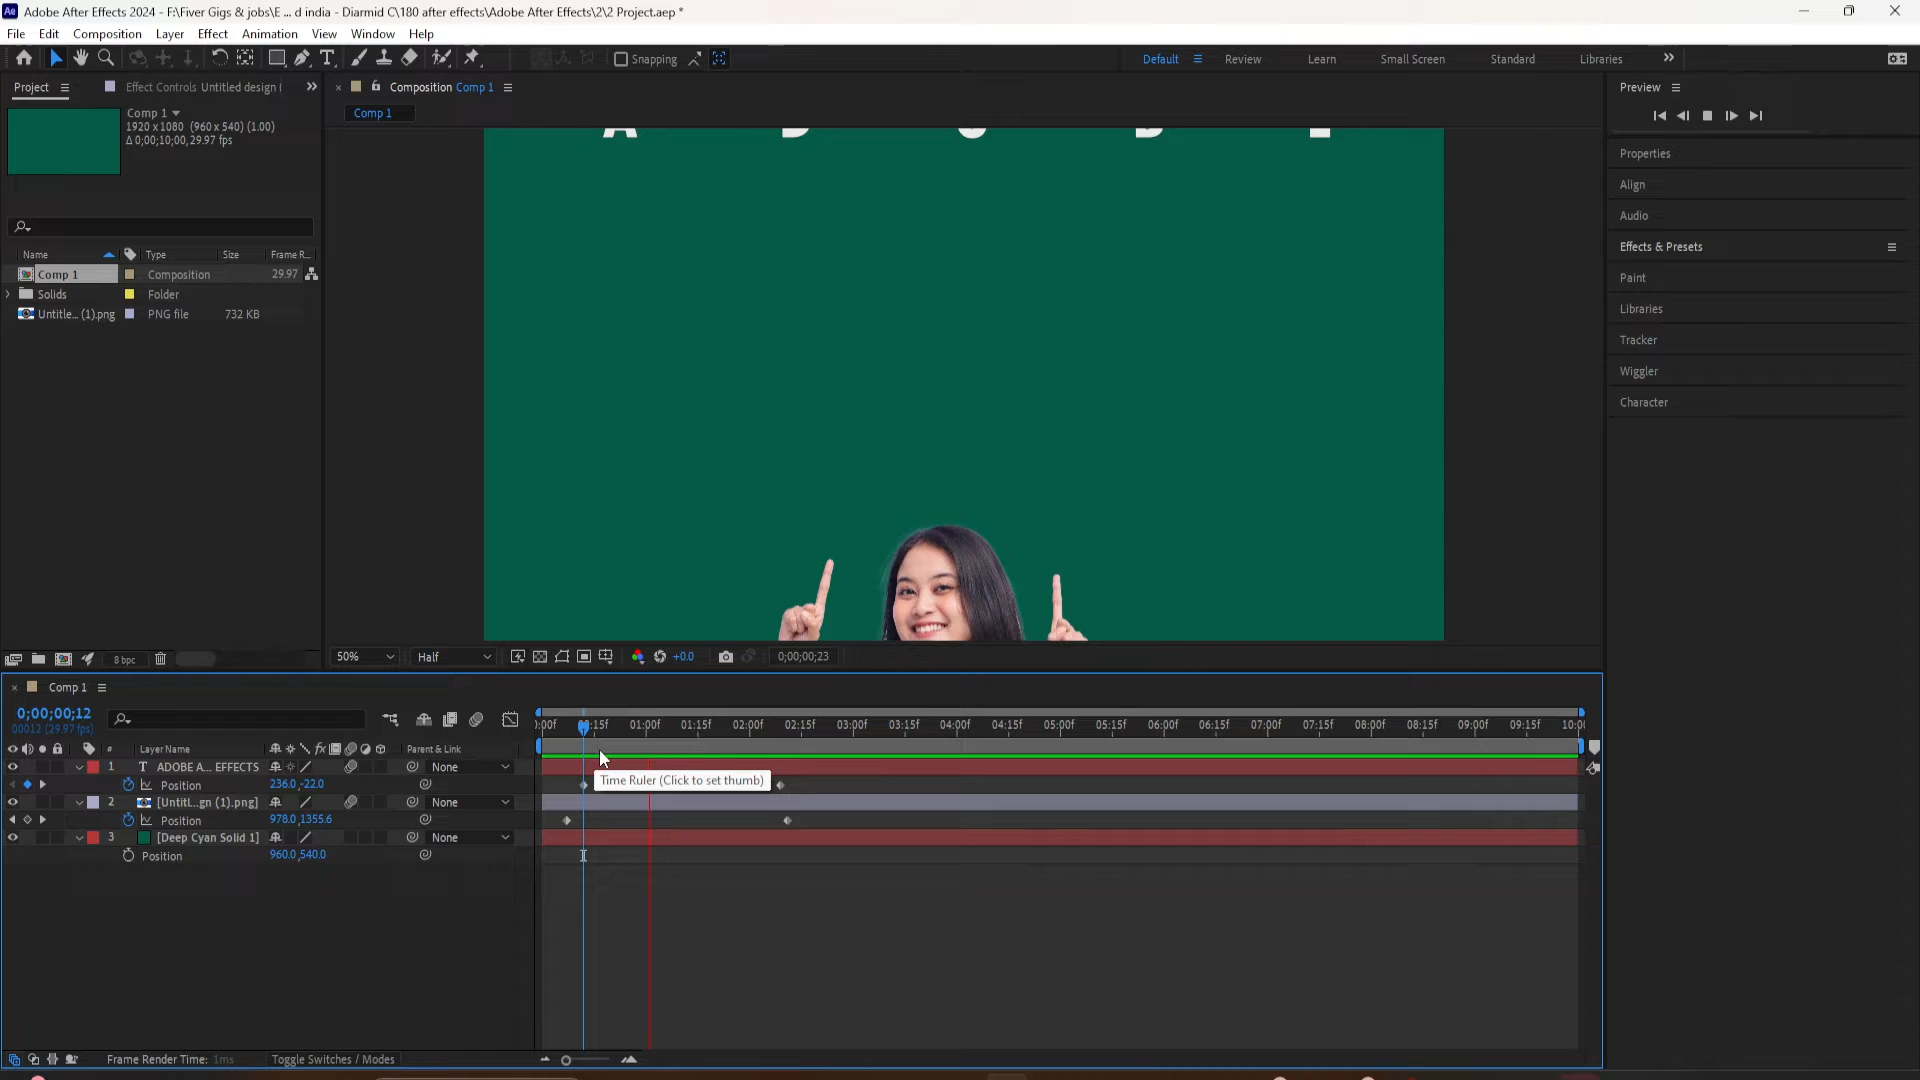 Ae Adobe After Effects 2024 - F:\Fiver Gigs & jobs\E ... d india - Diarmid C\180 after effects\Adobe After Effects\2\2 Project.aep *
File Edit Composition Layer Effect Animation View Window Help
Snapping Default Review Learn Small Screen Standard Libraries
Project Effect Controls Untitled design ( Composition Comp 1 Preview
Comp 1
1920 x 1080 (960 x 540) (1.00)
Δ 0;00;10;00, 29.97 fps
Comp 1
Properties
Align
Audio
Effects & Presets
Paint
Libraries
Tracker
Wiggler
Character
Name Type Size Frame R...
Comp 1 Composition 29.97
Solids Folder
Untitle... (1).png PNG file 732 KB
8 bpc
50% Half +0.0 0;00;00;23
Comp 1
0;00;00;12
00012 (29.97 fps)
00f 00:15f 01:00f 01:15f 02:00f 02:15f 03:00f 03:15f 04:00f 04:15f 05:00f 05:15f 06:00f 06:15f 07:00f 07:15f 08:00f 08:15f 09:00f 09:15f 10:0
# Layer Name fx Parent & Link
1 T ADOBE A... EFFECTS None
Position 236.0,-22.0
Time Ruler (Click to set thumb)
2 [Untitl...gn (1).png] None
Position 978.0,1355.6
3 [Deep Cyan Solid 1] None
Position 960.0,540.0
Frame Render Time: 1ms Toggle Switches / Modes